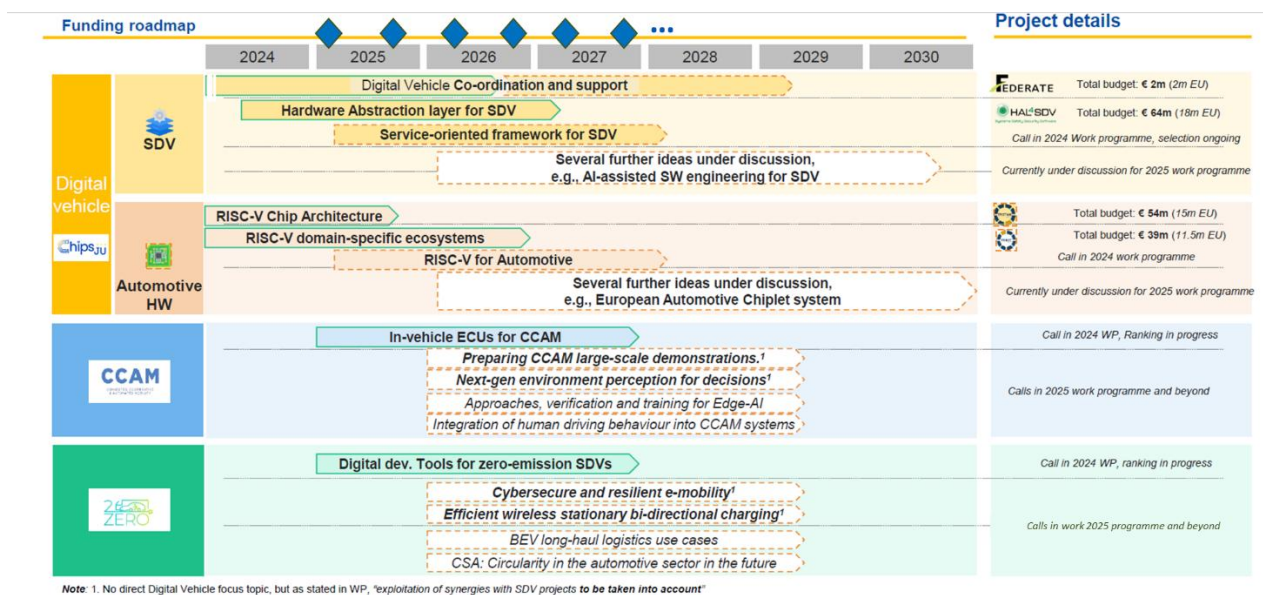 Funding roadmap
Project details
2024 2025 2026 2027 2028 2029 2030
Digital vehicle
Chips JU
SDV
Digital Vehicle Co-ordination and support
FEDERATE
Total budget: € 2m (2m EU)
Hardware Abstraction layer for SDV
HAL4SDV
Total budget: € 64m (18m EU)
Service-oriented framework for SDV
Call in 2024 Work programme, selection ongoing
Several further ideas under discussion,
e.g., AI-assisted SW engineering for SDV
Currently under discussion for 2025 work programme
Automotive
HW
RISC-V Chip Architecture
Total budget: € 54m (15m EU)
RISC-V domain-specific ecosystems
Total budget: € 39m (11.5m EU)
RISC-V for Automotive
Call in 2024 work programme
Several further ideas under discussion,
e.g., European Automotive Chiplet system
Currently under discussion for 2025 work programme
CCAM
In-vehicle ECUs for CCAM
Call in 2024 WP, Ranking in progress
Preparing CCAM large-scale demonstrations.¹
Next-gen environment perception for decisions¹
Approaches, verification and training for Edge-AI
Integration of human driving behaviour into CCAM systems
Calls in 2025 work programme and beyond
2ZERO
Digital dev. Tools for zero-emission SDVs
Call in 2024 WP, ranking in progress
Cybersecure and resilient e-mobility¹
Efficient wireless stationary bi-directional charging¹
BEV long-haul logistics use cases
CSA: Circularity in the automotive sector in the future
Calls in work 2025 programme and beyond
Note: 1. No direct Digital Vehicle focus topic, but as stated in WP, "exploitation of synergies with SDV projects to be taken into account"